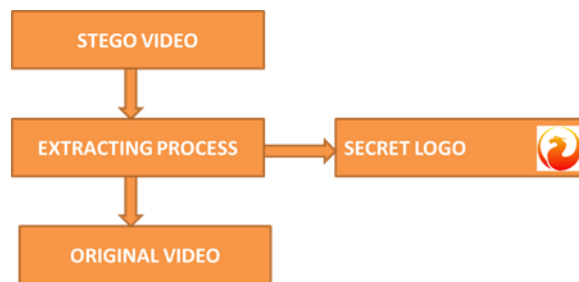 STEGO VIDEO
EXTRACTING PROCESS
SECRET LOGO
ORIGINAL VIDEO